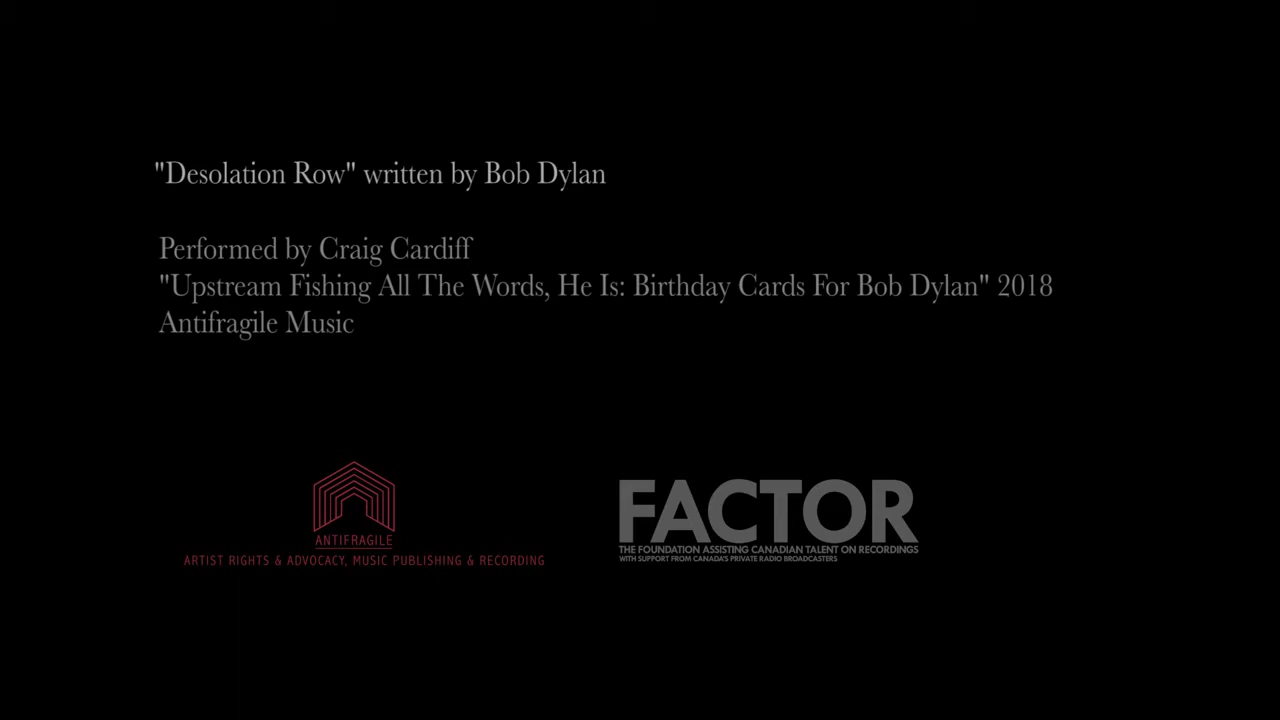 "Desolation Row" written by Bob Dylan
Performed by Craig Cardiff
"Upstream Fishing All The Words, He Is: Birthday Cards For Bob Dylan" 2018
Antifragile Music
ANTIFRAGILE
ARTIST RIGHTS & ADVOCACY, MUSIC PUBLISHING & RECORDING
FACTOR
THE FOUNDATION ASSISTING CANADIAN TALENT ON RECORDINGS
WITH SUPPORT FROM CANADA'S PRIVATE RADIO BROADCASTERS